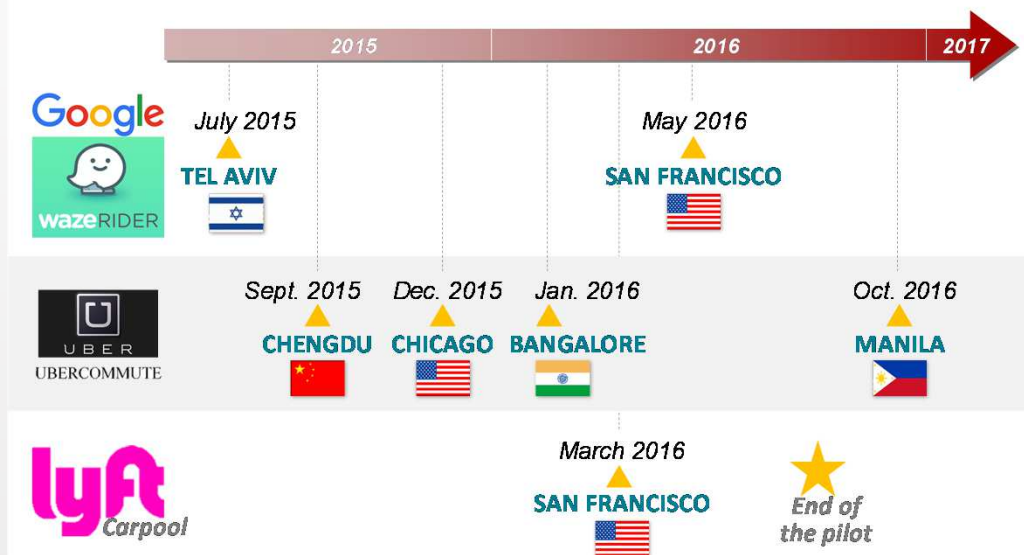 2015 2016 2017
Google
wazeRIDER
July 2015 May 2016
TEL AVIV SAN FRANCISCO
U
UBER
UBERCOMMUTE
Sept. 2015 Dec. 2015 Jan. 2016 Oct. 2016
CHENGDU CHICAGO BANGALORE MANILA
lyft
Carpool
March 2016
SAN FRANCISCO
End of
the pilot